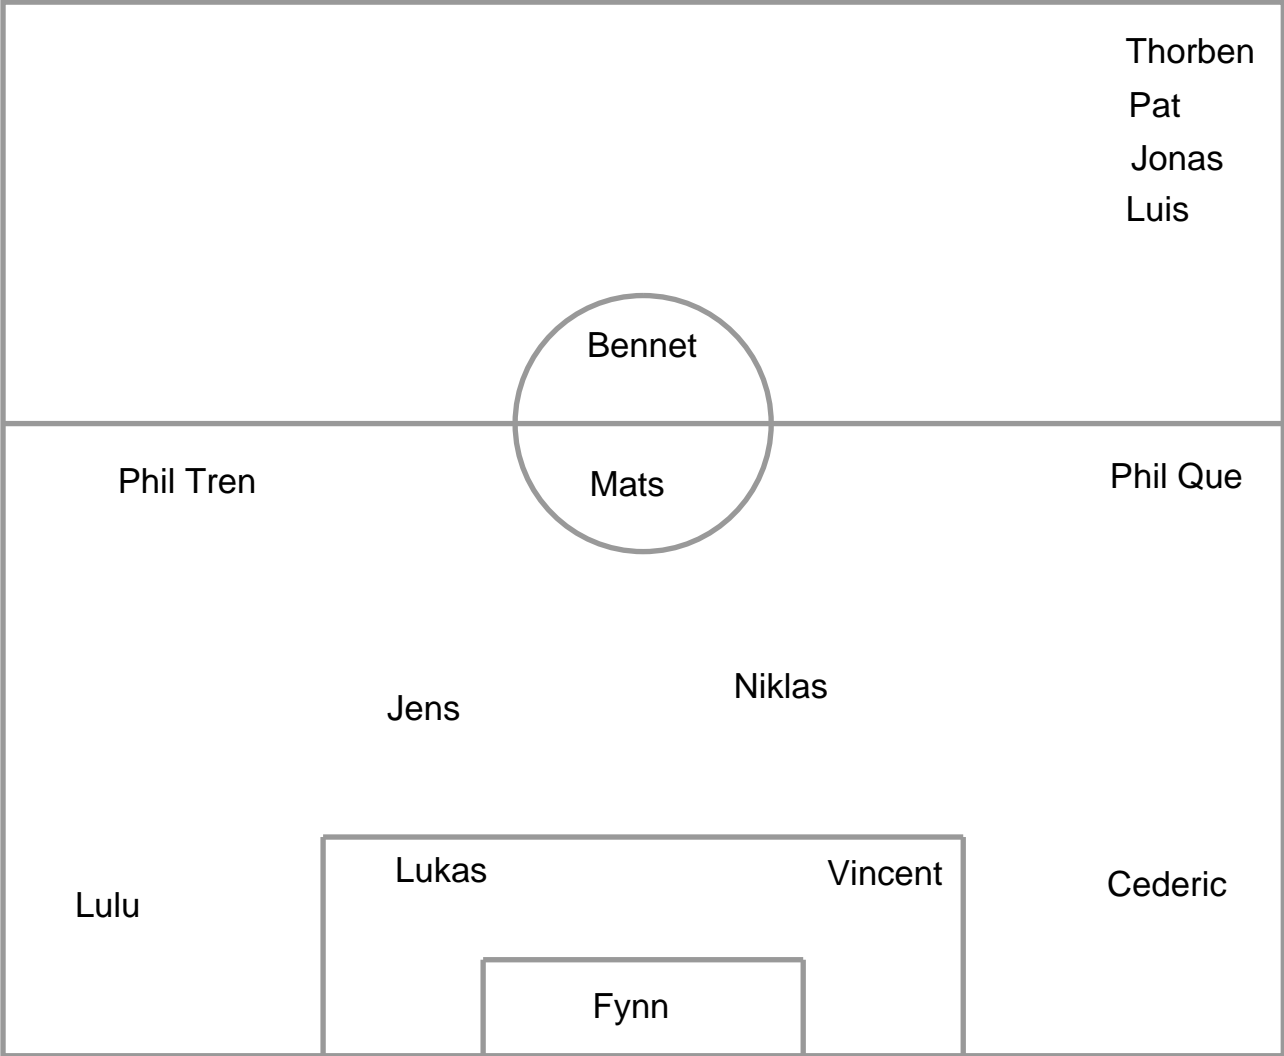 Thorben
Pat
Jonas
Luis
Bennet
Phil Tren
Mats
Phil Que
Jens
Niklas
Lukas
Vincent
Cederic
Lulu
Fynn